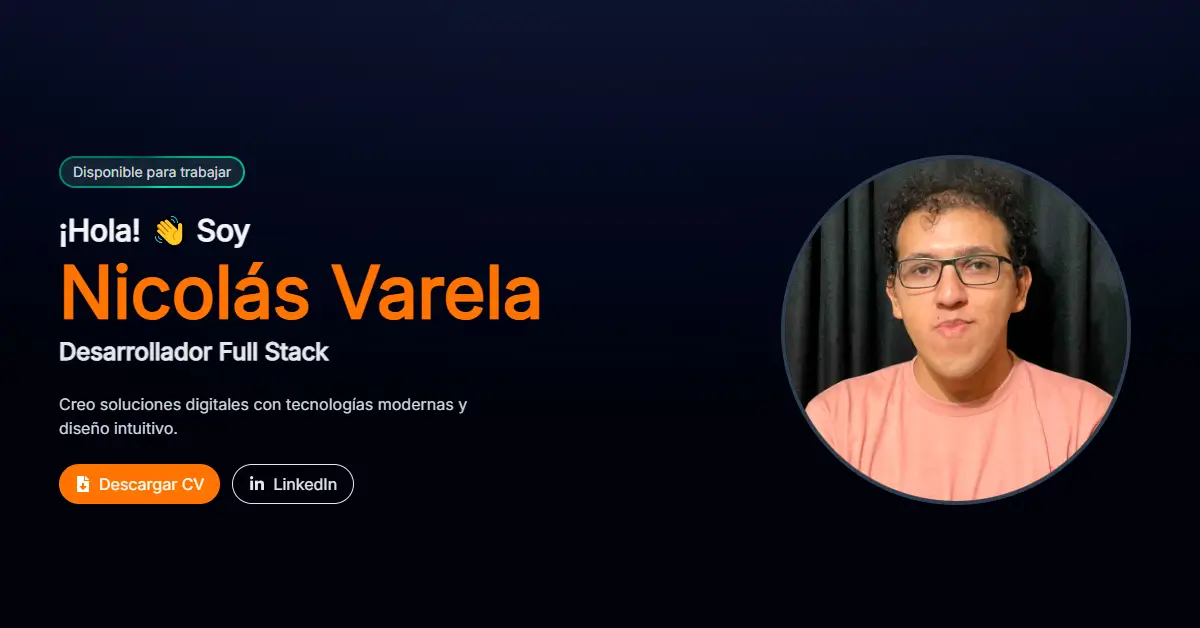 Disponible para trabajar
¡Hola! 👋 Soy
Nicolás Varela
Desarrollador Full Stack
Creo soluciones digitales con tecnologías modernas y
diseño intuitivo.
Descargar CV
in LinkedIn